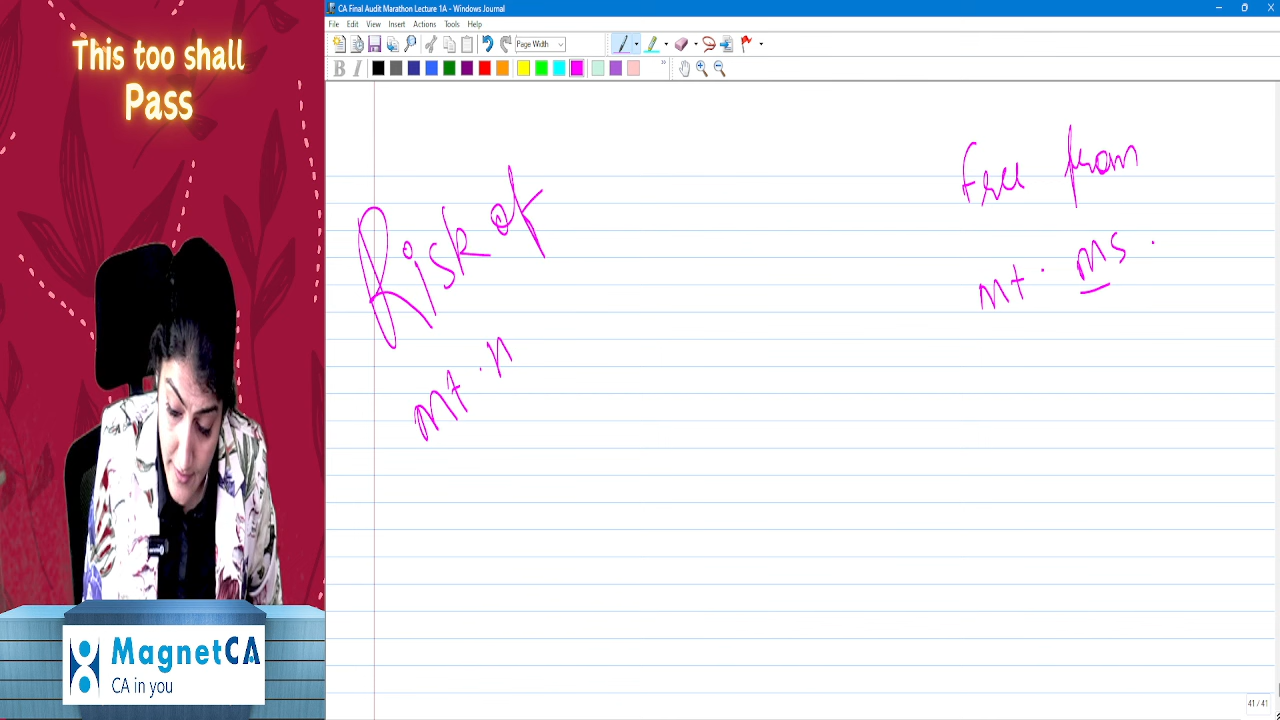 This too shall
Pass
CA Final Audit Marathon Lecture 1A - Windows Journal
File Edit View Insert Actions Tools Help
Page Width
B I
Risk of
mt. m
Free from
mt. ms.
MagnetCA
CA in you
41 / 41